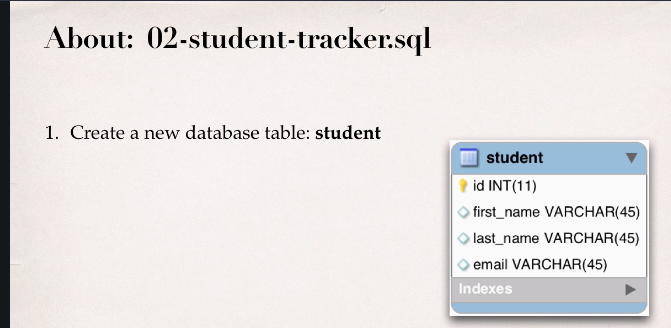 About: 02-student-tracker.sql
1. Create a new database table: student
student
id INT(11)
first_name VARCHAR(45)
last_name VARCHAR(45)
email VARCHAR(45)
Indexes